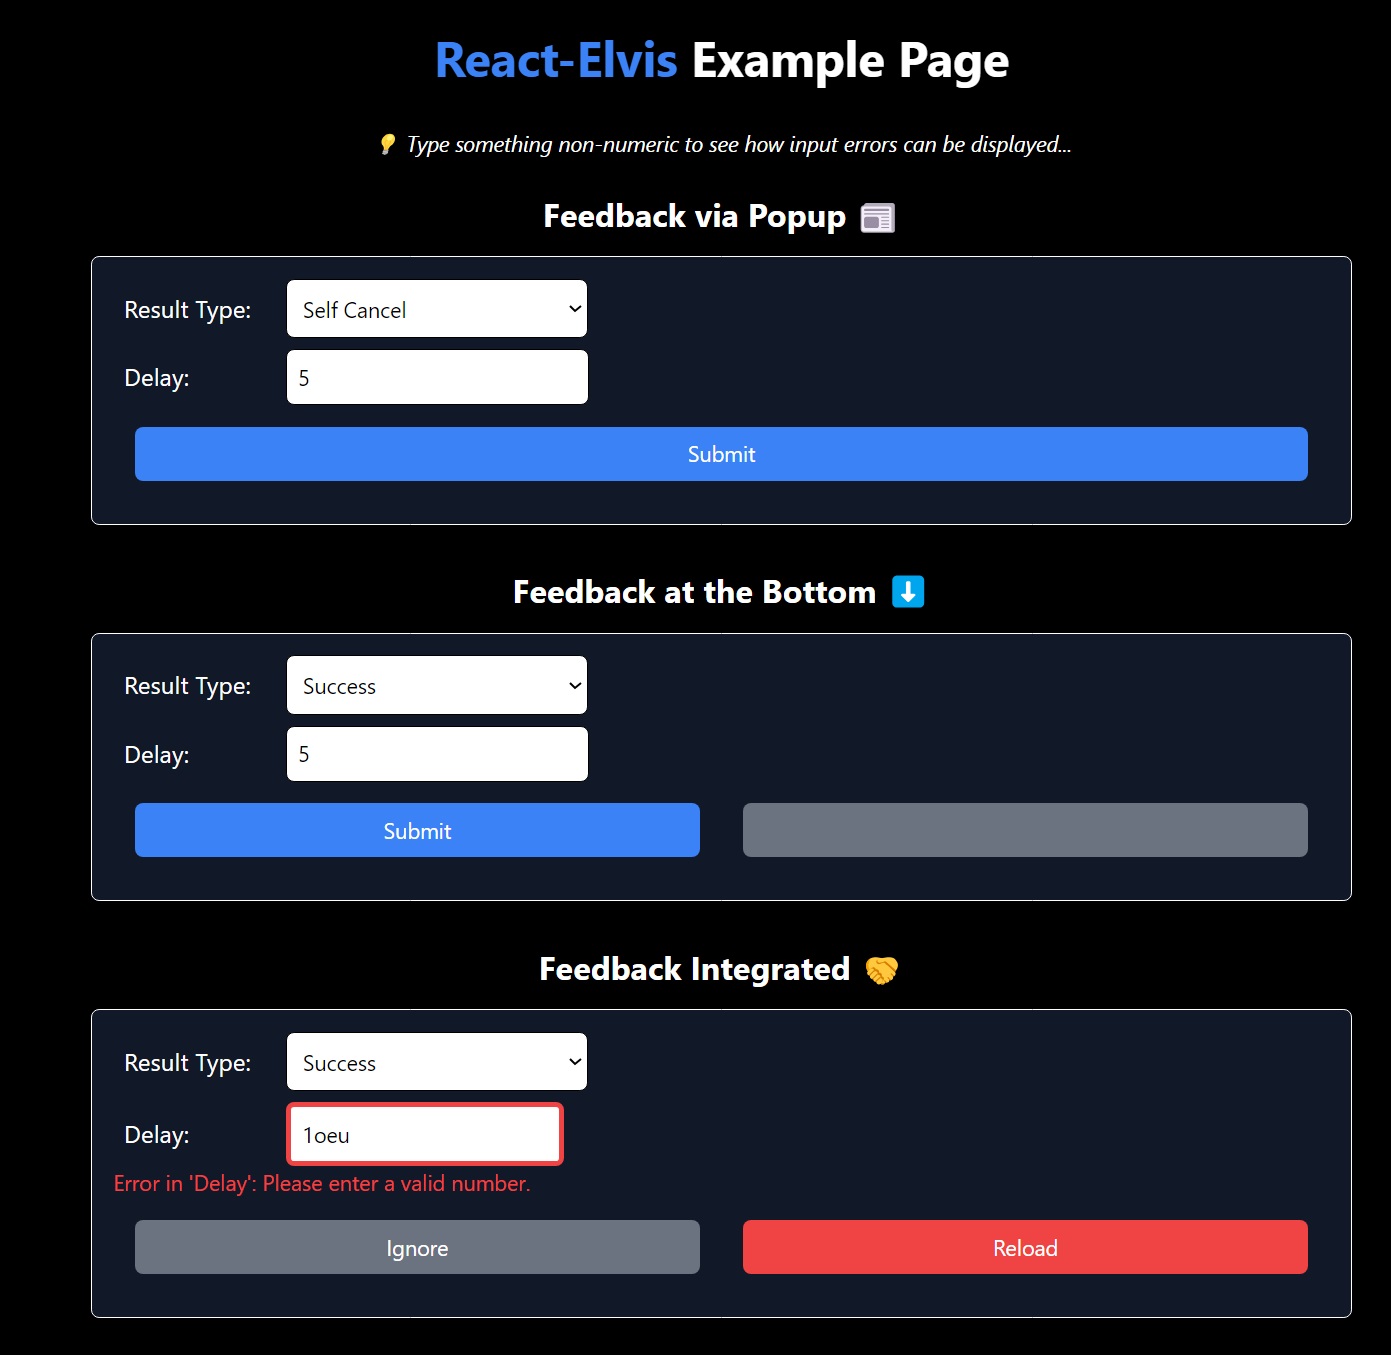 React-Elvis Example Page
💡 Type something non-numeric to see how input errors can be displayed...
Feedback via Popup 📰
Result Type: Self Cancel
Delay: 5
Submit
Feedback at the Bottom ⬇️
Result Type: Success
Delay: 5
Submit
Feedback Integrated 🤝
Result Type: Success
Delay: 1oeu
Error in 'Delay': Please enter a valid number.
Ignore Reload